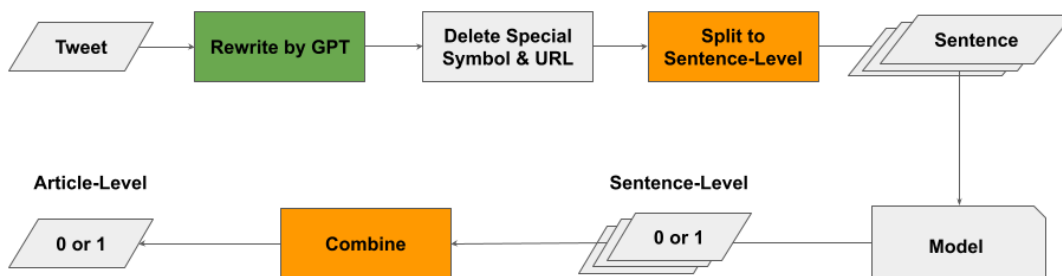 Tweet
Rewrite by GPT
Delete Special
Symbol & URL
Split to
Sentence-Level
Sentence
Article-Level
Sentence-Level
0 or 1
Combine
0 or 1
Model